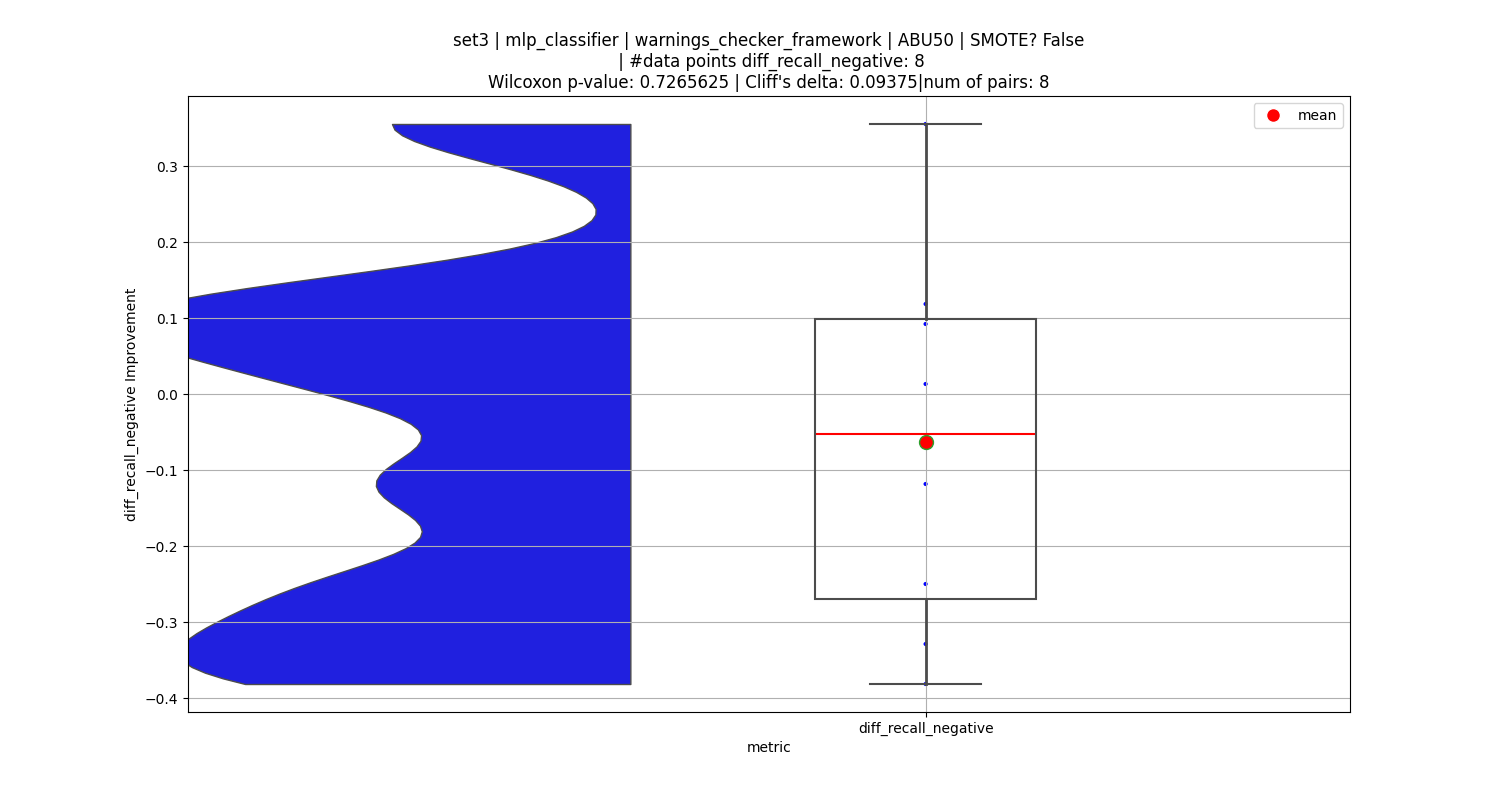 set3 | mlp_classifier | warnings_checker_framework | ABU50 | SMOTE? False
| #data points diff_recall_negative: 8
Wilcoxon p-value: 0.7265625 | Cliff's delta: 0.09375|num of pairs: 8
mean
diff_recall_negative Improvement
0.3
0.2
0.1
0.0
−0.1
−0.2
−0.3
−0.4
diff_recall_negative
metric